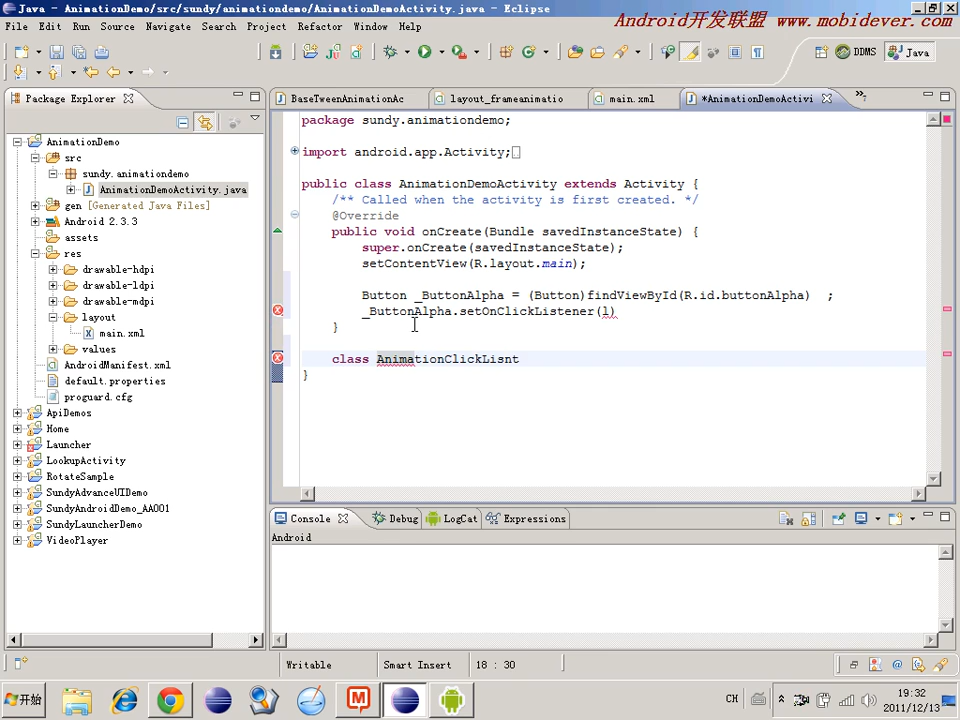 Java - AnimationDemo/src/sundy/animationdemo/AnimationDemoActivity.java - Eclipse
Android开发联盟 www.mobidever.com
File Edit Run Source Navigate Search Project Refactor Window Help
DDMS Java
Package Explorer
BaseTweenAnimationAc layout_frameanimatio main.xml *AnimationDemoActivi
AnimationDemo
src
sundy.animationdemo
AnimationDemoActivity.java
gen [Generated Java Files]
Android 2.3.3
assets
res
drawable-hdpi
drawable-ldpi
drawable-mdpi
layout
main.xml
values
AndroidManifest.xml
default.properties
proguard.cfg
ApiDemos
Home
Launcher
LookupActivity
RotateSample
SundyAdvanceUIDemo
SundyAndroidDemo_AA001
SundyLauncherDemo
VideoPlayer
package sundy.animationdemo;
import android.app.Activity;
public class AnimationDemoActivity extends Activity {
/** Called when the activity is first created. */
@Override
public void onCreate(Bundle savedInstanceState) {
super.onCreate(savedInstanceState);
setContentView(R.layout.main);
Button _ButtonAlpha = (Button)findViewById(R.id.buttonAlpha) ;
_ButtonAlpha.setOnClickListener(l)
}
class AnimationClickLisnt
}
Console Debug LogCat Expressions
Android
Writable Smart Insert 18 : 30
开始
CH
19:32
2011/12/13